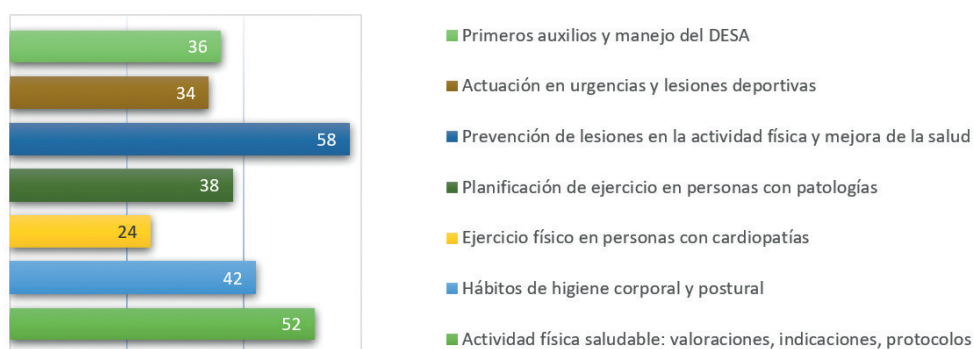 36
34
58
38
24
42
52
Primeros auxilios y manejo del DESA
Actuación en urgencias y lesiones deportivas
Prevención de lesiones en la actividad física y mejora de la salud
Planificación de ejercicio en personas con patologías
Ejercicio físico en personas con cardiopatías
Hábitos de higiene corporal y postural
Actividad física saludable: valoraciones, indicaciones, protocolos